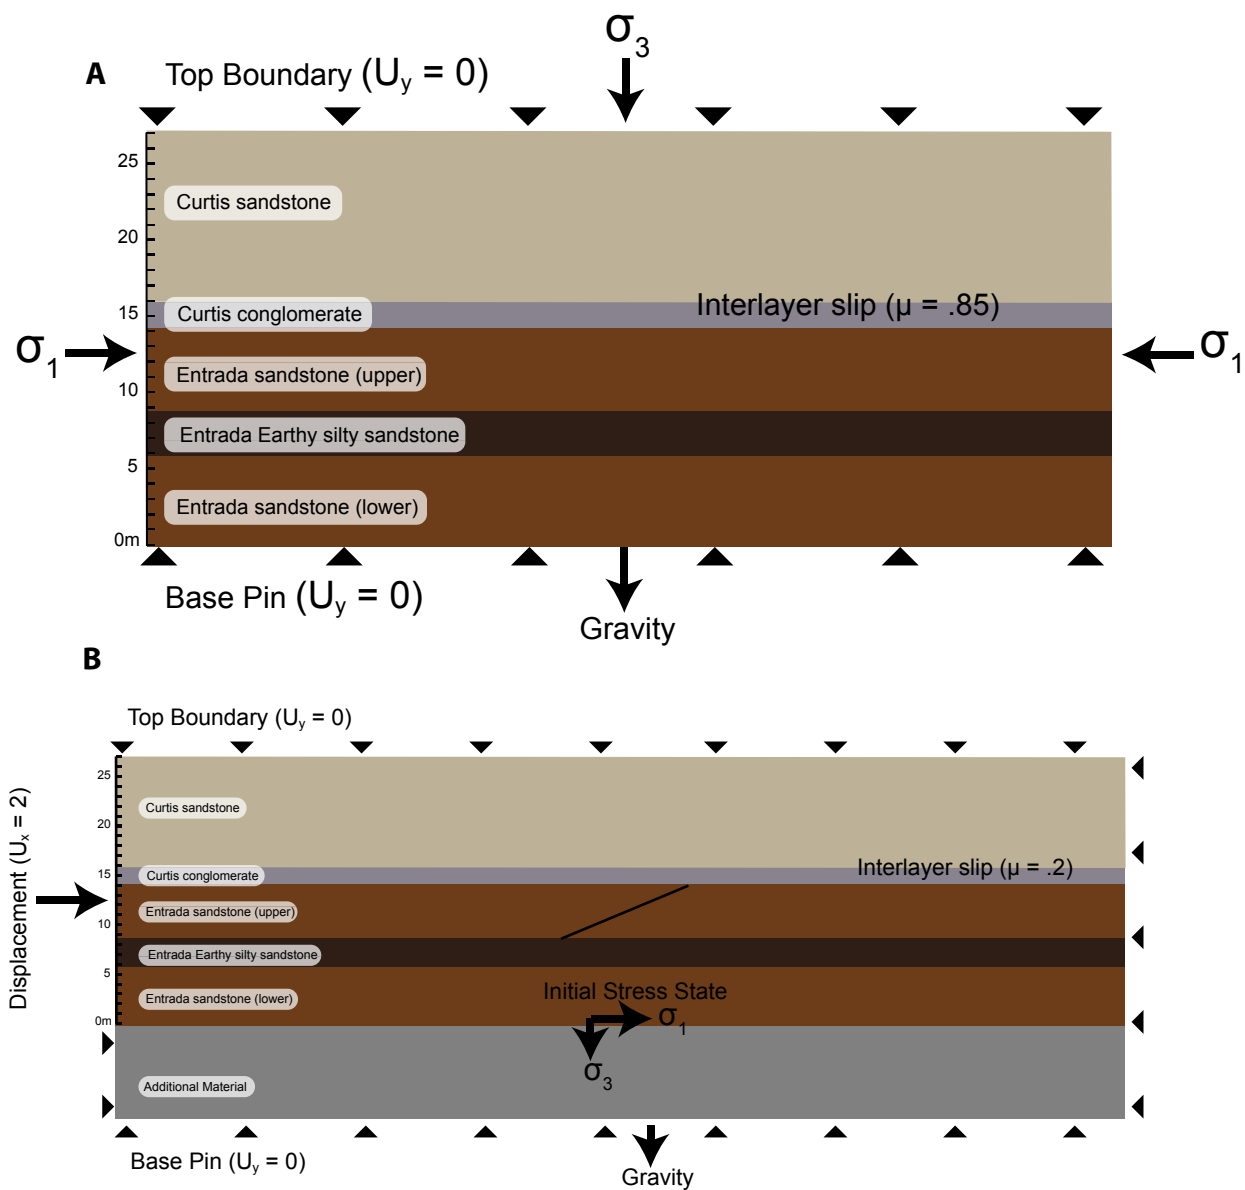 σ3
A
Top Boundary (Uy = 0)
25
Curtis sandstone
20
Interlayer slip (μ = .85)
15
Curtis conglomerate
σ1
σ1
Entrada sandstone (upper)
10
Entrada Earthy silty sandstone
5
Entrada sandstone (lower)
0m
Base Pin (Uy = 0)
Gravity
B
Top Boundary (Uy = 0)
Displacement (Ux = 2)
25
Curtis sandstone
20
Interlayer slip (μ = .2)
15
Curtis conglomerate
Entrada sandstone (upper)
10
Entrada Earthy silty sandstone
5
Initial Stress State
Entrada sandstone (lower)
σ1
0m
σ3
Additional Material
Base Pin (Uy = 0)
Gravity